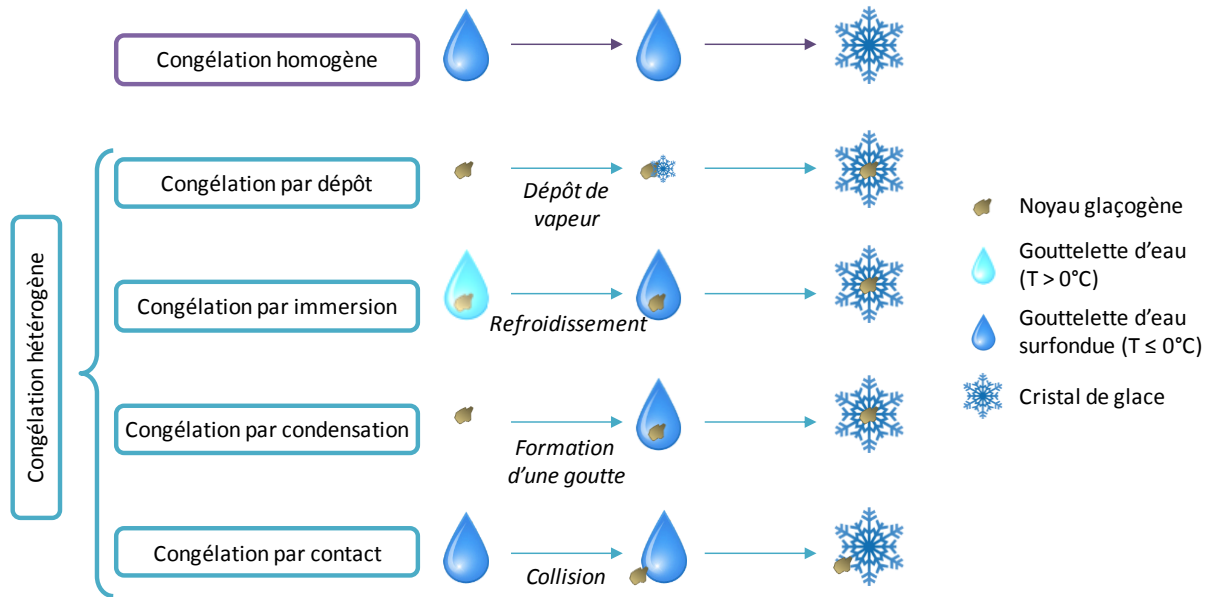 Congélation homogène
Congélation hétérogène
Congélation par dépôt
Dépôt de
vapeur
Congélation par immersion
Refroidissement
Congélation par condensation
Formation
d’une goutte
Congélation par contact
Collision
Noyau glaçogène
Gouttelette d’eau
(T > 0°C)
Gouttelette d’eau
surfondue (T ≤ 0°C)
Cristal de glace